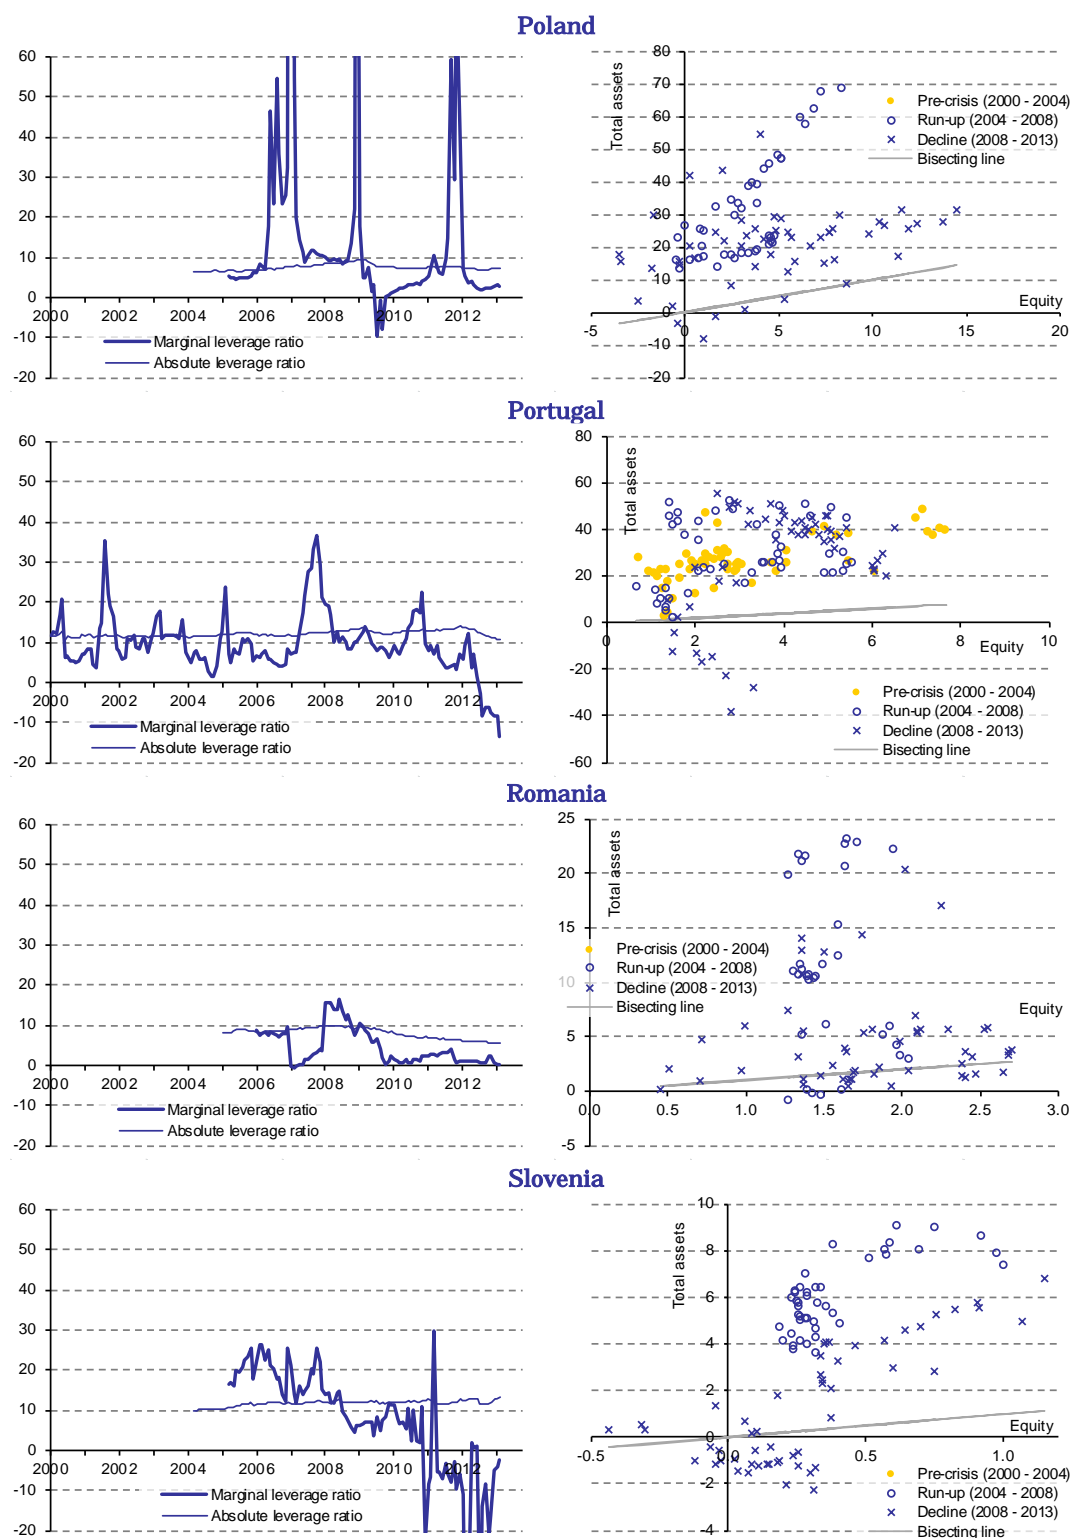 Poland
60
50
40
30
20
10
0
-10
-20
2000 2002 2004 2006 2008 2010 2012
Marginal leverage ratio
Absolute leverage ratio
80
70
60
50
40
30
20
10
0
-10
-20
-5 0 5 10 15 20
Total assets
Equity
Pre-crisis (2000 - 2004)
Run-up (2004 - 2008)
Decline (2008 - 2013)
Bisecting line
Portugal
60
50
40
30
20
10
0
-10
-20
2000 2002 2004 2006 2008 2010 2012
Marginal leverage ratio
Absolute leverage ratio
80
60
40
20
0
-20
-40
-60
0 2 4 6 8 10
Total assets
Equity
Pre-crisis (2000 - 2004)
Run-up (2004 - 2008)
Decline (2008 - 2013)
Bisecting line
Romania
60
50
40
30
20
10
0
-10
-20
2000 2002 2004 2006 2008 2010 2012
Marginal leverage ratio
Absolute leverage ratio
25
20
15
10
5
0
-5
0.0 0.5 1.0 1.5 2.0 2.5 3.0
Total assets
Equity
Pre-crisis (2000 - 2004)
Run-up (2004 - 2008)
Decline (2008 - 2013)
Bisecting line
Slovenia
60
50
40
30
20
10
0
-10
-20
2000 2002 2004 2006 2008 2010 2012
Marginal leverage ratio
Absolute leverage ratio
10
8
6
4
2
0
-2
-4
-0.5 0.0 0.5 1.0
Total assets
Equity
Pre-crisis (2000 - 2004)
Run-up (2004 - 2008)
Decline (2008 - 2013)
Bisecting line